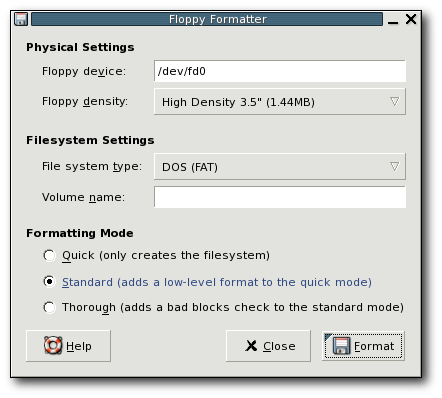 Floppy Formatter
Physical Settings
Floppy device: /dev/fd0
Floppy density: High Density 3.5" (1.44MB)
Filesystem Settings
File system type: DOS (FAT)
Volume name:
Formatting Mode
Quick (only creates the filesystem)
Standard (adds a low-level format to the quick mode)
Thorough (adds a bad blocks check to the standard mode)
Help Close Format